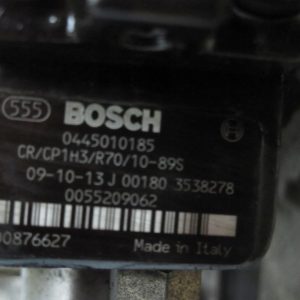 555 BOSCH
0445010185
CR/CP1H3/R70/10-89S
09-10-13 J 00180 3538278
0055209062
00876627 Made in Italy